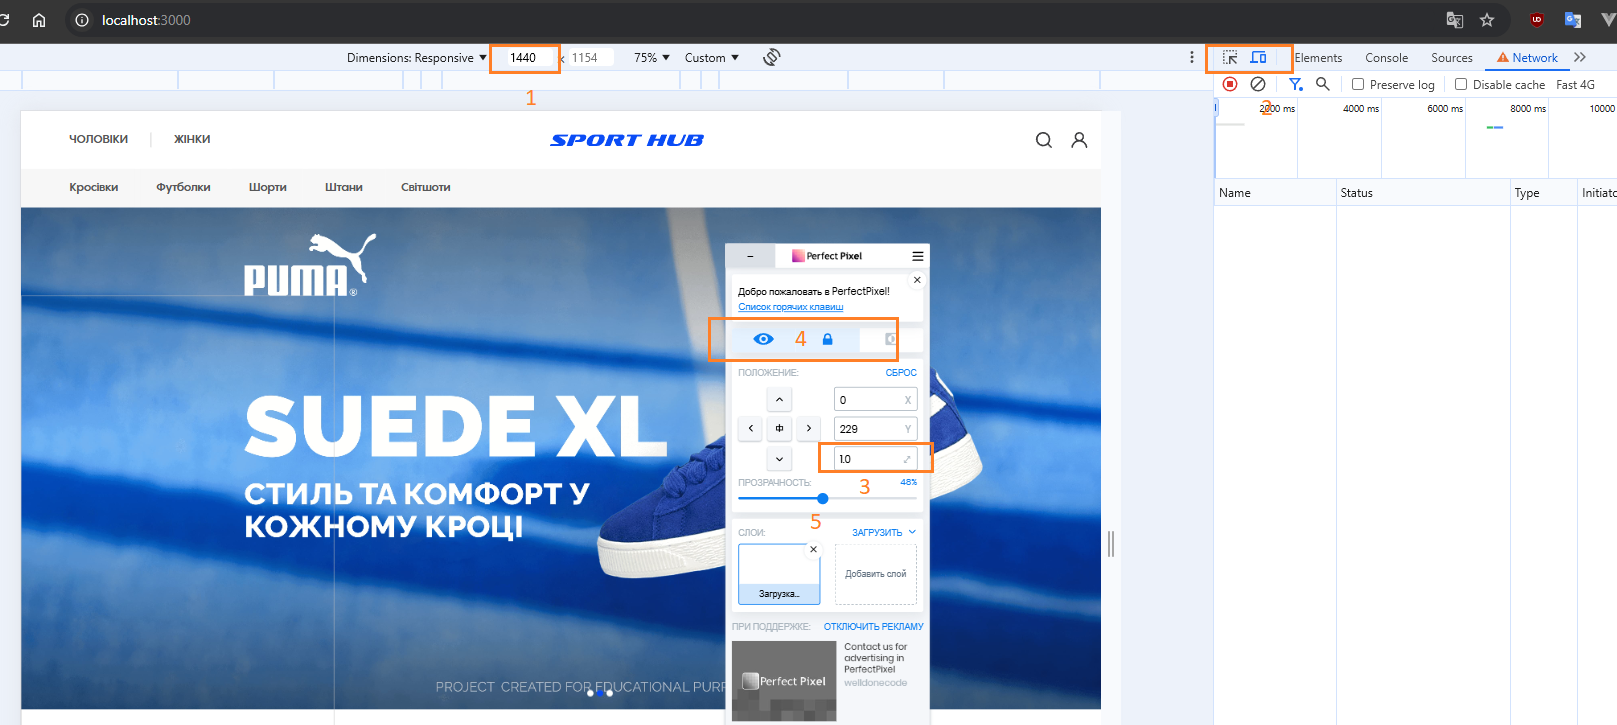 localhost:3000
Dimensions: Responsive 1440 x 1154 75% Custom
Elements Console Sources Network
1
Preserve log Disable cache Fast 4G
2000 ms 4000 ms 6000 ms 8000 ms 10000
2
Name Status Type Initiato
ЧОЛОВІКИ ЖІНКИ SPORT HUB
Кросівки Футболки Шорти Штани Світшоти
PUMA®
SUEDE XL
СТИЛЬ ТА КОМФОРТ У
КОЖНОМУ КРОЦІ
PROJECT CREATED FOR EDUCATIONAL PURP
Perfect Pixel
Добро пожаловать в PerfectPixel!
Список горячих клавиш
4
ПОЛОЖЕНИЕ: СБРОС
0 X
229 Y
1.0
3
ПРОЗРАЧНОСТЬ: 48%
5
СЛОИ: ЗАГРУЗИТЬ
Загрузка...
Добавить слой
ПРИ ПОДДЕРЖКЕ: ОТКЛЮЧИТЬ РЕКЛАМУ
Perfect Pixel
Contact us for
advertising in
PerfectPixel
welldonecode